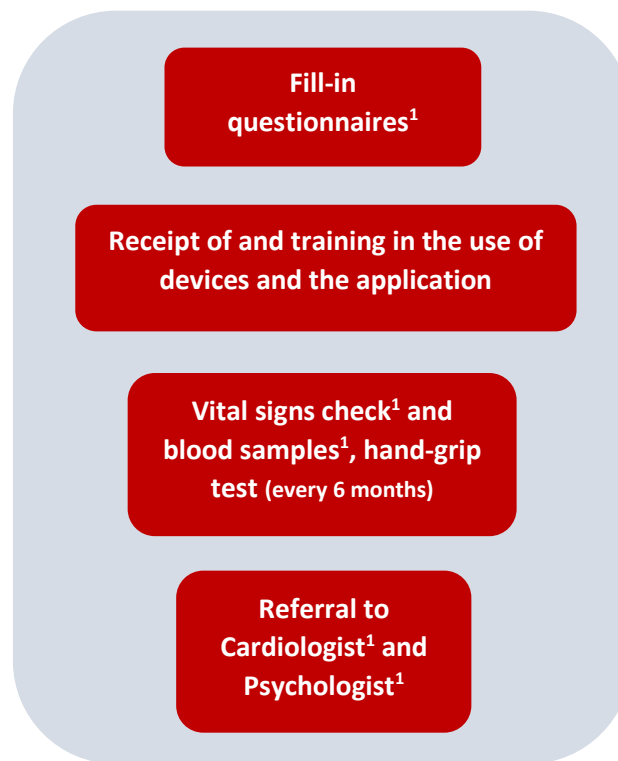 Fill-in
questionnaires¹
Receipt of and training in the use of
devices and the application
Vital signs check¹ and
blood samples¹, hand-grip
test (every 6 months)
Referral to
Cardiologist¹ and
Psychologist¹